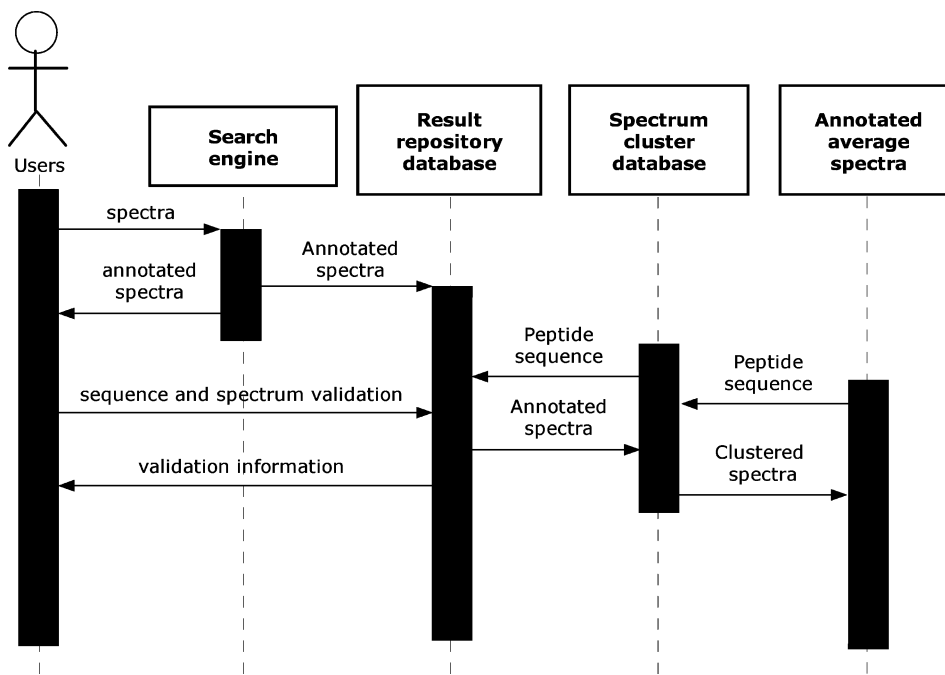 Users
Search
engine
Result
repository
database
Spectrum
cluster
database
Annotated
average
spectra
spectra
Annotated
spectra
annotated
spectra
Peptide
sequence
Peptide
sequence
sequence and spectrum validation
Annotated
spectra
validation information
Clustered
spectra